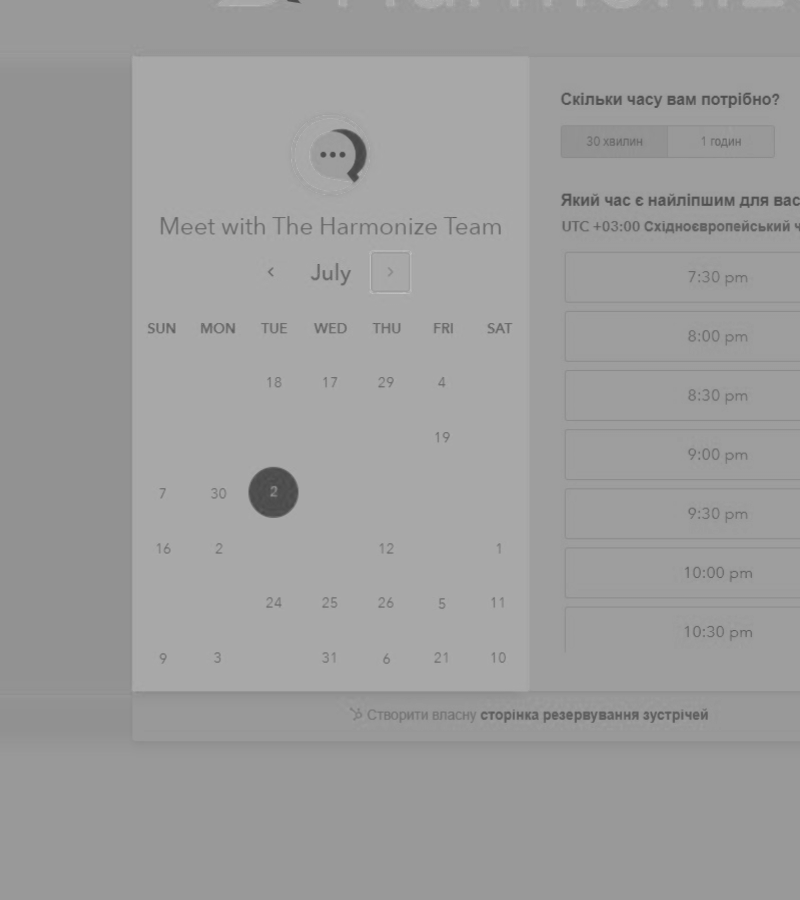 Meet with The Harmonize Team
July
SUN MON TUE WED THU FRI SAT
18 17 29 4
19
7 30 2
16 2 12 1
24 25 26 5 11
9 3 31 6 21 10
Скільки часу вам потрібно?
30 хвилин 1 годин
Який час є найліпшим для вас
UTC +03:00 Східноєвропейський ч
7:30 pm
8:00 pm
8:30 pm
9:00 pm
9:30 pm
10:00 pm
10:30 pm
Створити власну сторінка резервування зустрічей